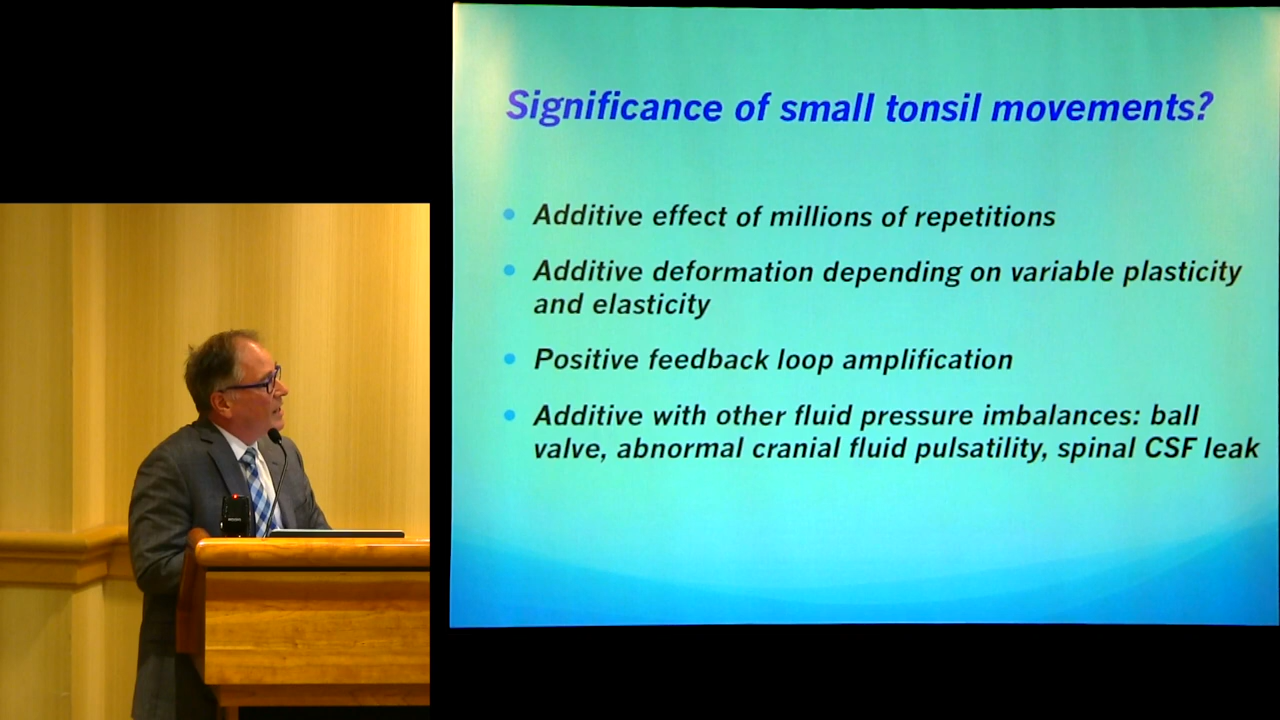 Significance of small tonsil movements?
Additive effect of millions of repetitions
Additive deformation depending on variable plasticity
and elasticity
Positive feedback loop amplification
Additive with other fluid pressure imbalances: ball
valve, abnormal cranial fluid pulsatility, spinal CSF leak